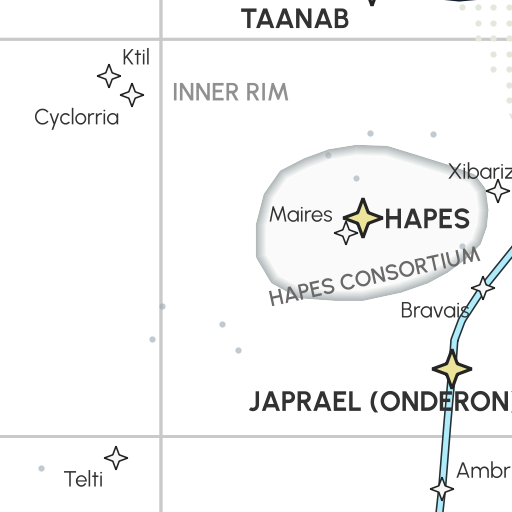 TAANAB
Ktil
INNER RIM
Cyclorria
Xibariz
Maires
HAPES
HAPES CONSORTIUM
Bravais
JAPRAEL (ONDERON)
Ambr
Telti